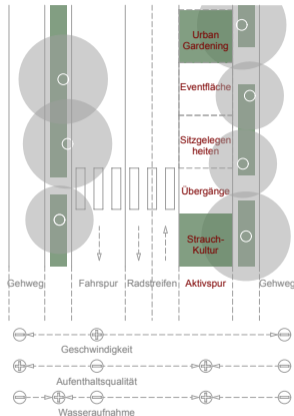 Urban
Gardening
Eventfläche
Sitzgelegen
heiten
Übergänge
Strauch-
Kultur
Gehweg
Fahrspur
Radstreifen
Aktivspur
Gehweg
Geschwindigkeit
Aufenthaltsqualität
Wasseraufnahme